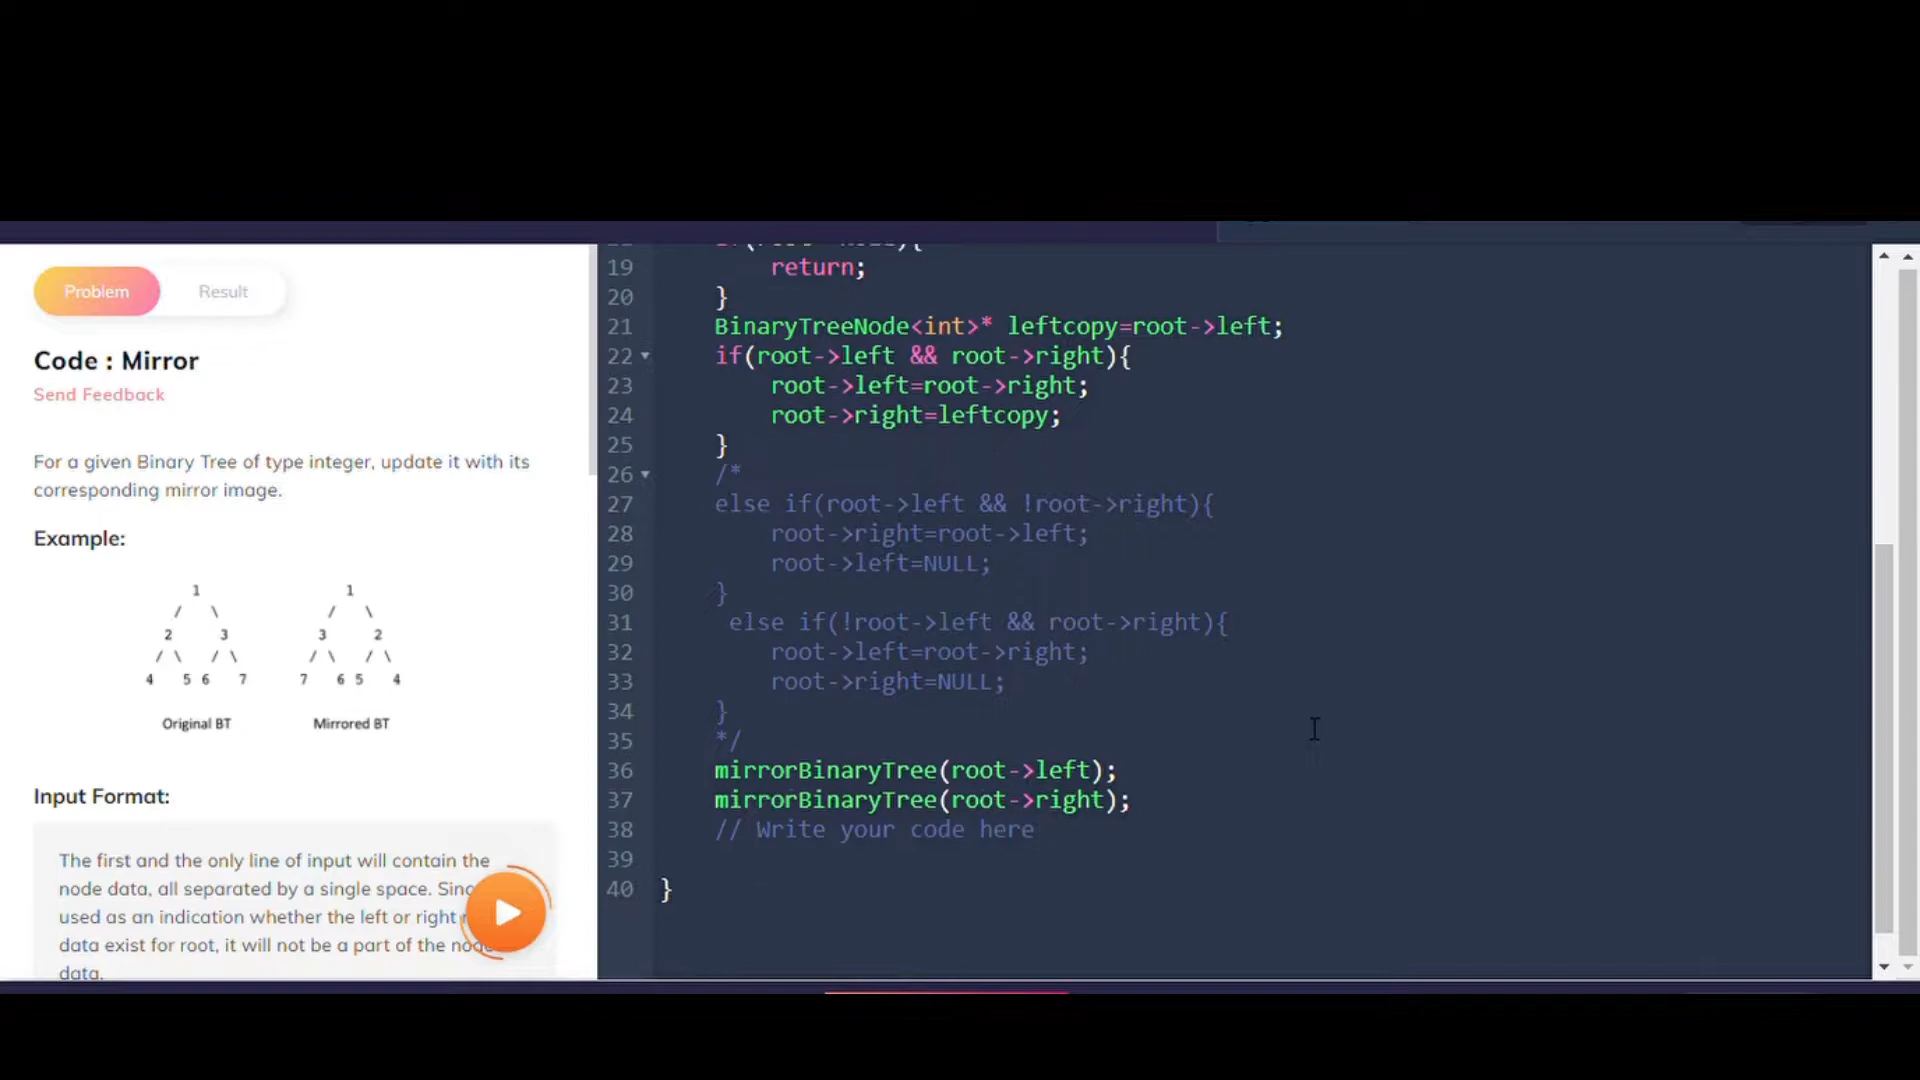 Problem
Result
Code : Mirror
Send Feedback
For a given Binary Tree of type integer, update it with its
corresponding mirror image.
Example:
1
/ \
2 3
/ \ / \
4 5 6 7
Original BT
1
/ \
3 2
/ \ / \
7 6 5 4
Mirrored BT
Input Format:
The first and the only line of input will contain the
node data, all separated by a single space.
used as an indication whether the left or right
data exist for root, it will not be a part of the
data.
19 return;
20 }
21 BinaryTreeNode<int>* leftcopy=root->left;
22 if(root->left && root->right){
23 root->left=root->right;
24 root->right=leftcopy;
25 }
26 /*
27 else if(root->left && !root->right){
28 root->right=root->left;
29 root->left=NULL;
30 }
31 else if(!root->left && root->right){
32 root->left=root->right;
33 root->right=NULL;
34 }
35 */
36 mirrorBinaryTree(root->left);
37 mirrorBinaryTree(root->right);
38 // Write your code here
39
40 }